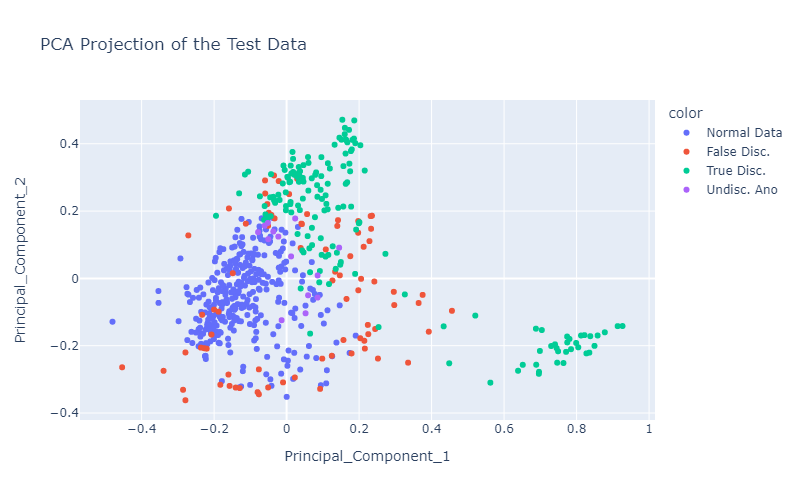 PCA Projection of the Test Data
color
Normal Data
False Disc.
True Disc.
Undisc. Ano
Principal_Component_2
0.4
0.2
0
−0.2
−0.4
−0.4
−0.2
0
0.2
0.4
0.6
0.8
1
Principal_Component_1